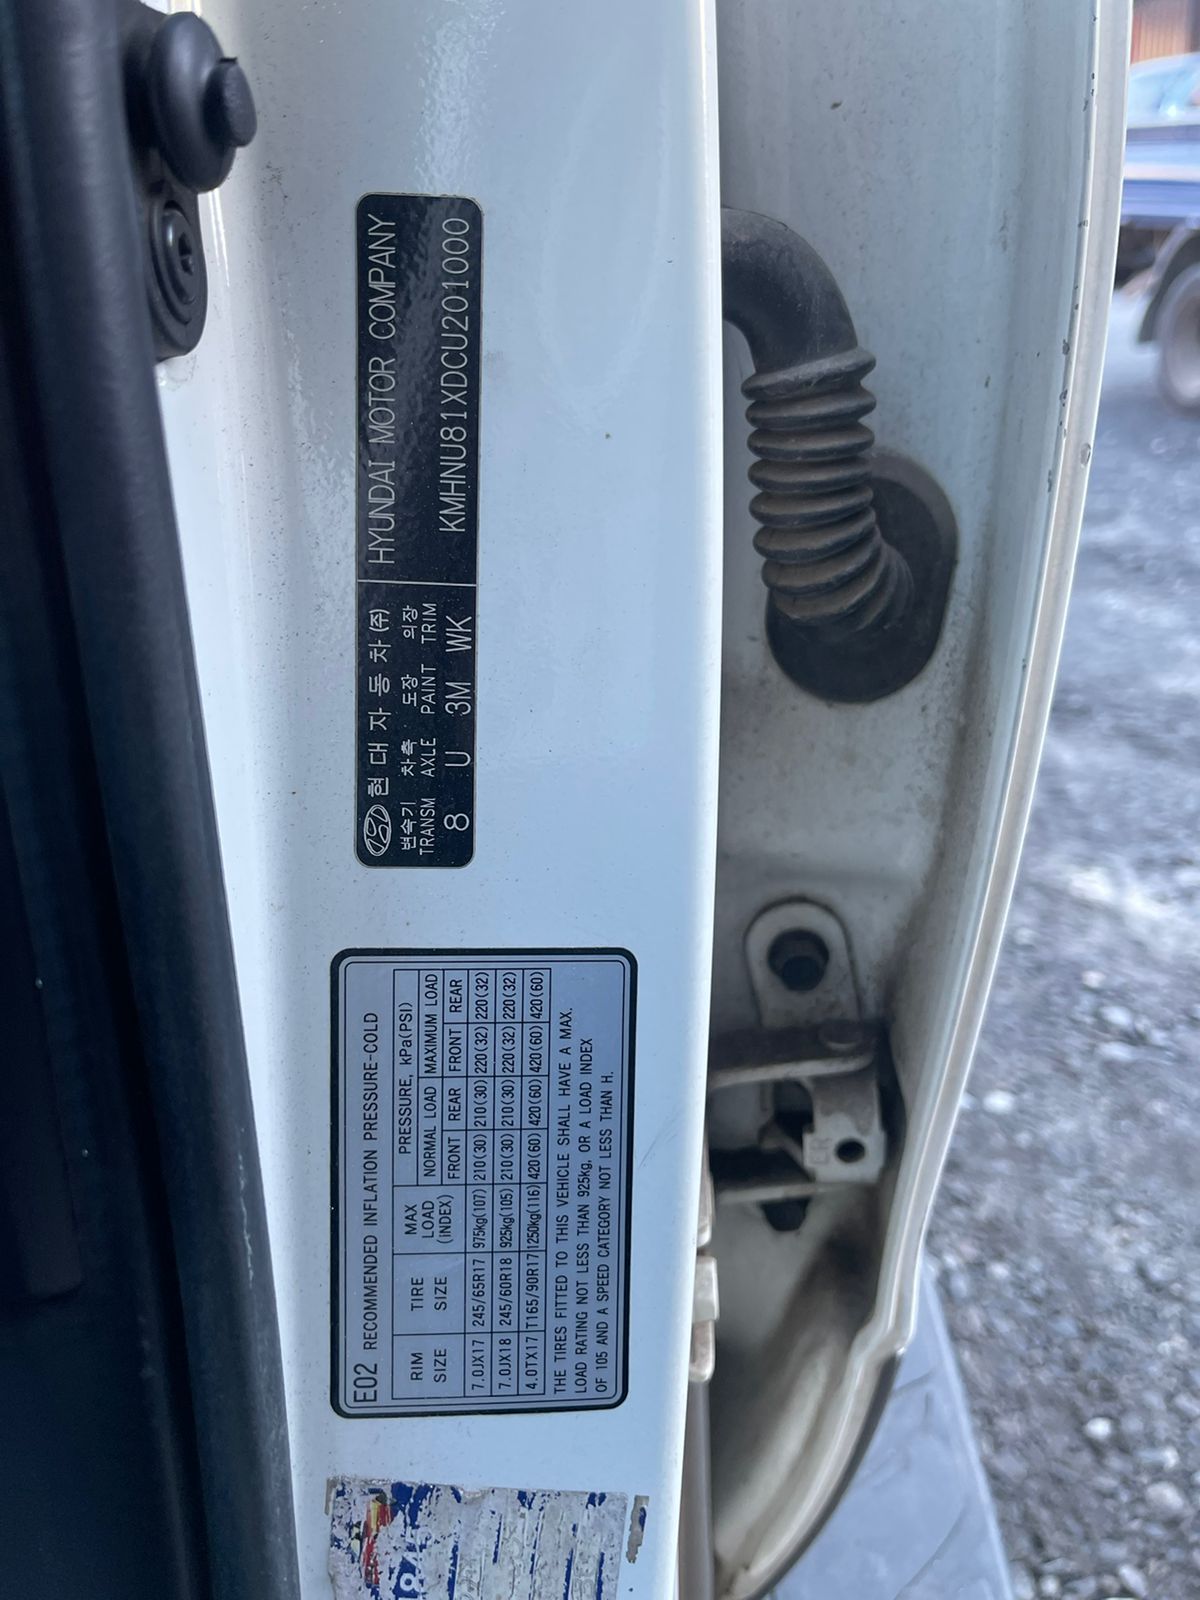 현대자동차(주)
HYUNDAI MOTOR COMPANY
변속기 차축 도장 의장
TRANSM AXLE PAINT TRIM
8 U 3M WK
KMHNU81XDCU201000
E02 RECOMMENDED INFLATION PRESSURE-COLD
RIM SIZE TIRE SIZE MAX LOAD (iNDEX) PRESSURE, kPa(PSI)
NORMAL LOAD MAXIMUM LOAD
FRONT REAR FRONT REAR
7.0JX17 245/65R17 975kg(107) 210(30) 210(30) 220(32) 220(32)
7.0JX18 245/60R18 925kg(105) 210(30) 210(30) 220(32) 220(32)
4.0TX17 T165/90R17 1250kg(116) 420(60) 420(60) 420(60) 420(60)
THE TIRES FITTED TO THIS VEHICLE SHALL HAVE A MAX.
LOAD RATING NOT LESS THAN 925kg, OR A LOAD INDEX
OF 105 AND A SPEED CATEGORY NOT LESS THAN H.